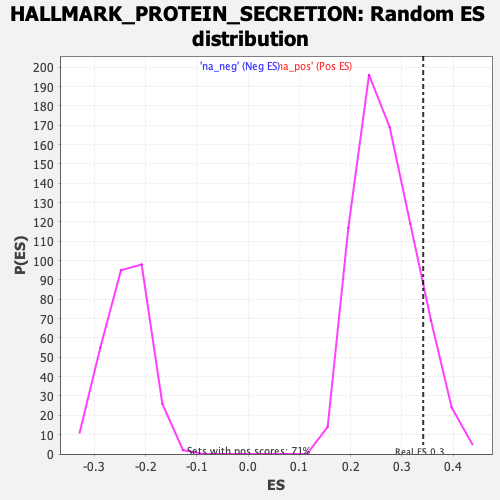 HALLMARK_PROTEIN_SECRETION: Random ES
distribution
'na_neg' (Neg ES)
a_pos' (Pos ES)
200
190
180
170
160
150
140
130
120
110
100
90
80
70
60
50
40
30
20
10
0
P(ES)
Sets with pos scores: 71%
Real ES 0.3
-0.3 -0.2 -0.1 0.0 0.1 0.2 0.3 0.4
ES